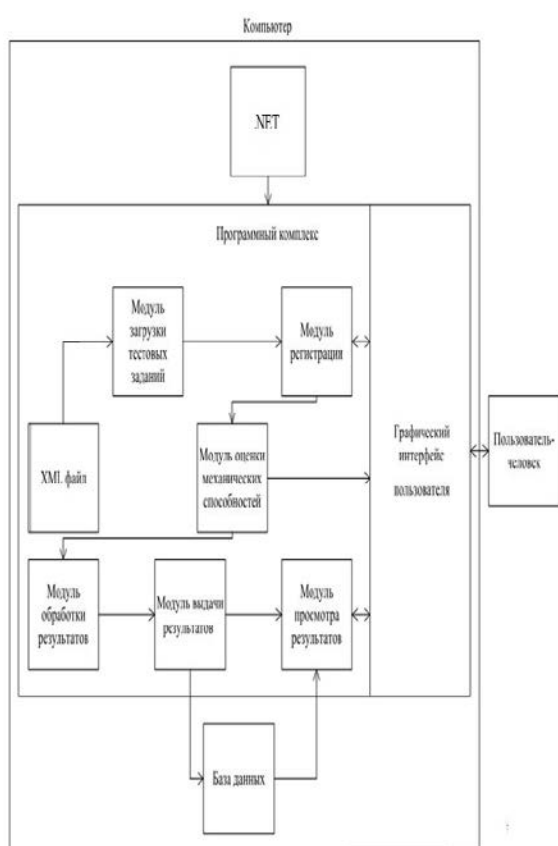 Компьютер
.NET
Программный комплекс
Модуль
загрузки
тестовых
заданий
Модуль
регистрации
XML файл
Модуль оценки
механических
способностей
Графический
интерфейс
пользователя
Пользователь-
человек
Модуль
обработки
результатов
Модуль выдачи
результатов
Модуль
просмотра
результатов
База данных